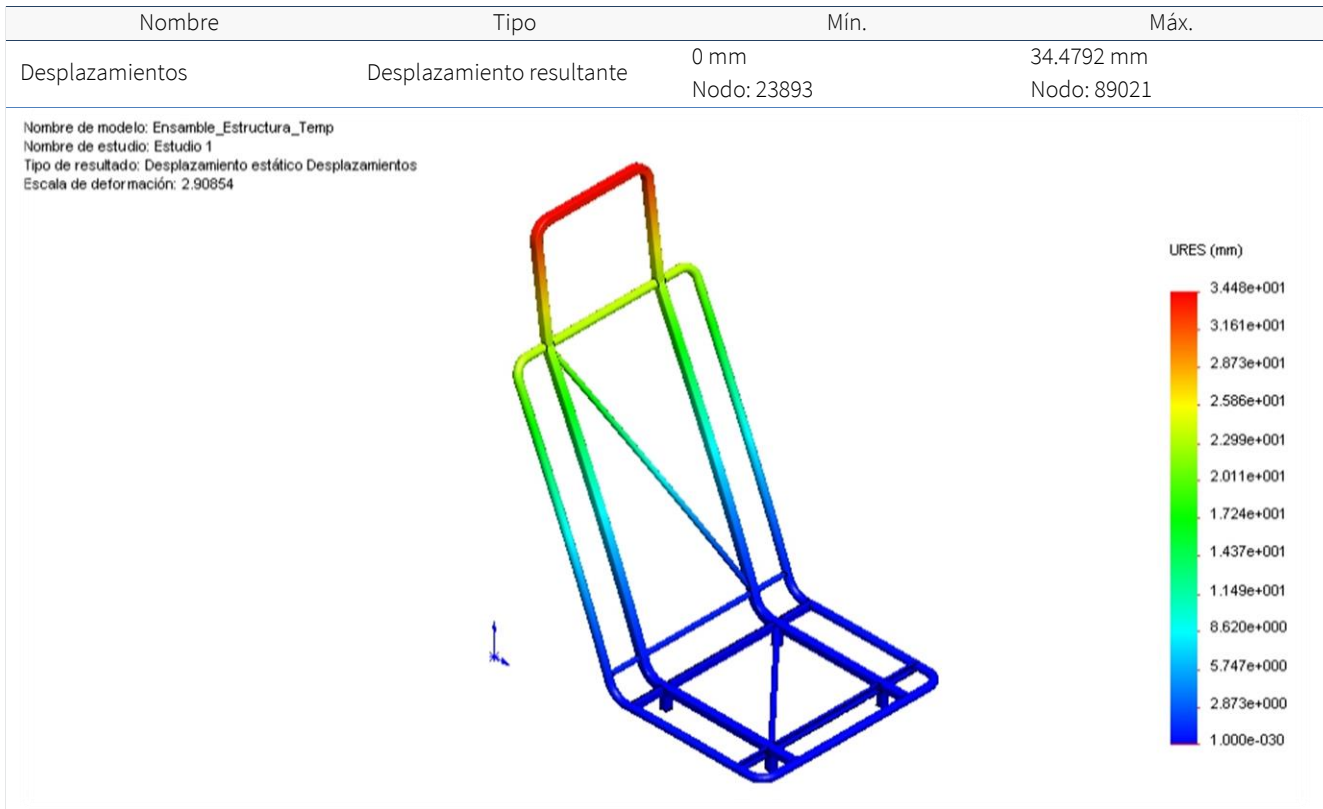 Nombre Tipo Mín. Máx.
Desplazamientos Desplazamiento resultante 0 mm 34.4792 mm
Nodo: 23893 Nodo: 89021
Nombre de modelo: Ensamble_Estructura_Temp
Nombre de estudio: Estudio 1
Tipo de resultado: Desplazamiento estático Desplazamientos
Escala de deformación: 2.90854
URES (mm)
3.448e+001
3.161e+001
2.873e+001
2.586e+001
2.299e+001
2.011e+001
1.724e+001
1.437e+001
1.149e+001
8.620e+000
5.747e+000
2.873e+000
1.000e-030